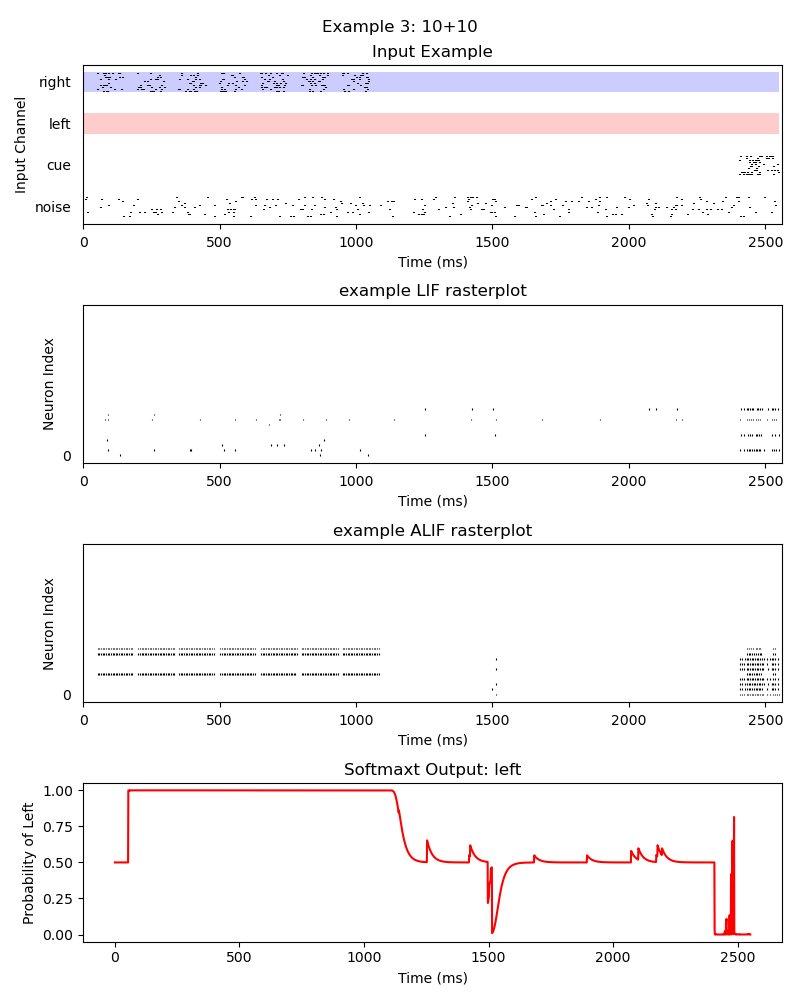 Example 3: 10+10
Input Example
Input Channel
right
left
cue
noise
0 500 1000 1500 2000 2500
Time (ms)
example LIF rasterplot
Neuron Index
0
0 500 1000 1500 2000 2500
Time (ms)
example ALIF rasterplot
Neuron Index
0
0 500 1000 1500 2000 2500
Time (ms)
Softmaxt Output: left
Probability of Left
1.00
0.75
0.50
0.25
0.00
0 500 1000 1500 2000 2500
Time (ms)